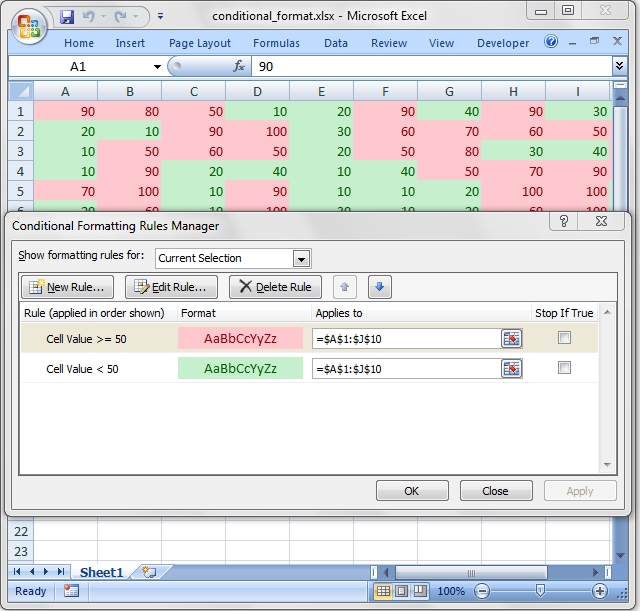 conditional_format.xlsx - Microsoft Excel
Home Insert Page Layout Formulas Data Review View Developer
A1 fx 90
A B C D E F G H I
1 90 80 50 10 20 90 40 90 30
2 20 10 90 100 30 60 70 60 50
3 10 50 60 50 20 50 80 30 40
4 10 90 20 40 10 40 50 70 90
5 70 100 10 90 10 10 20 100 100
Conditional Formatting Rules Manager
Show formatting rules for: Current Selection
New Rule... Edit Rule... Delete Rule
Rule (applied in order shown) Format Applies to Stop If True
Cell Value >= 50 AaBbCcYyZz =$A$1:$J$10
Cell Value < 50 AaBbCcYyZz =$A$1:$J$10
OK Close Apply
22
23
Sheet1
Ready 100%